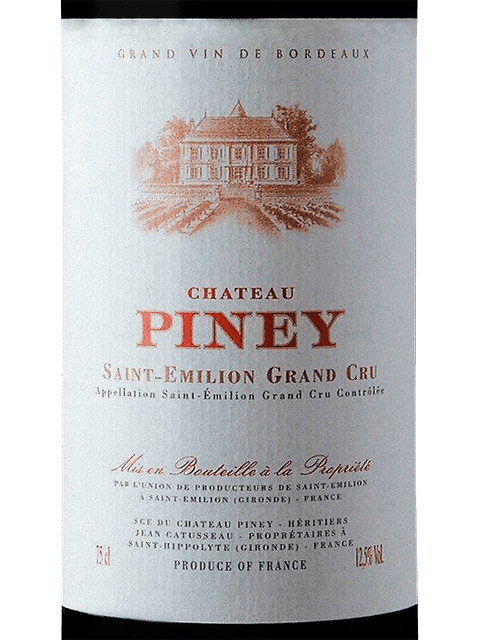 GRAND VIN DE BORDEAUX
CHATEAU
PINEY
SAINT-EMILION GRAND CRU
Appellation Saint-Émilion Grand Cru Contrôlée
Mis en Bouteille à la Propriété
PAR L'UNION DE PRODUCTEURS DE SAINT-EMILION
À SAINT-EMILION (GIRONDE) - FRANCE
SCE DU CHATEAU PINEY - HÉRITIERS
JEAN CATUSSEAU - PROPRÉTAIRES À
SAINT-HIPPOLYTE (GIRONDE) - FRANCE
75 cl
PRODUCE OF FRANCE
12,5% Vol.